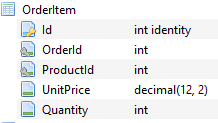 OrderItem
Id int identity
OrderId int
ProductId int
UnitPrice decimal(12, 2)
Quantity int